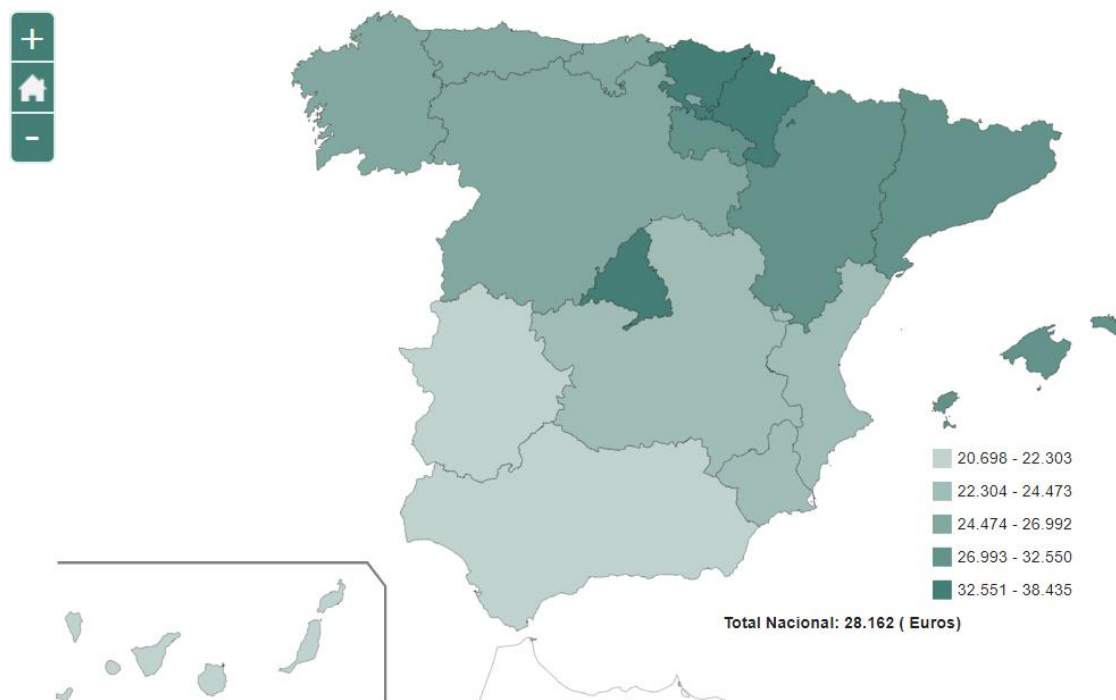 +
-
20.698 - 22.303
22.304 - 24.473
24.474 - 26.992
26.993 - 32.550
32.551 - 38.435
Total Nacional: 28.162 ( Euros)